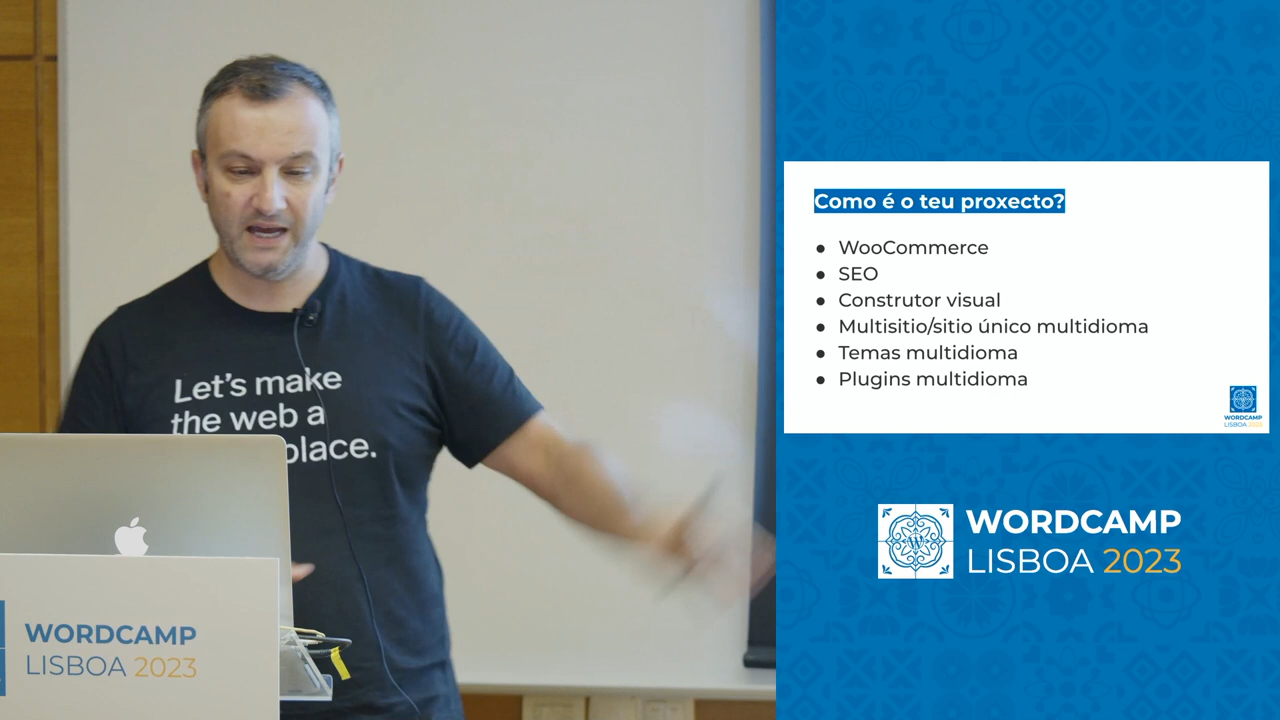 Let's make
the web a
place.
WORDCAMP
LISBOA 2023
Como é o teu proxecto?
● WooCommerce
● SEO
● Construtor visual
● Multisitio/sitio único multidioma
● Temas multidioma
● Plugins multidioma
WORDCAMP
LISBOA 2023
WORDCAMP
LISBOA 2023